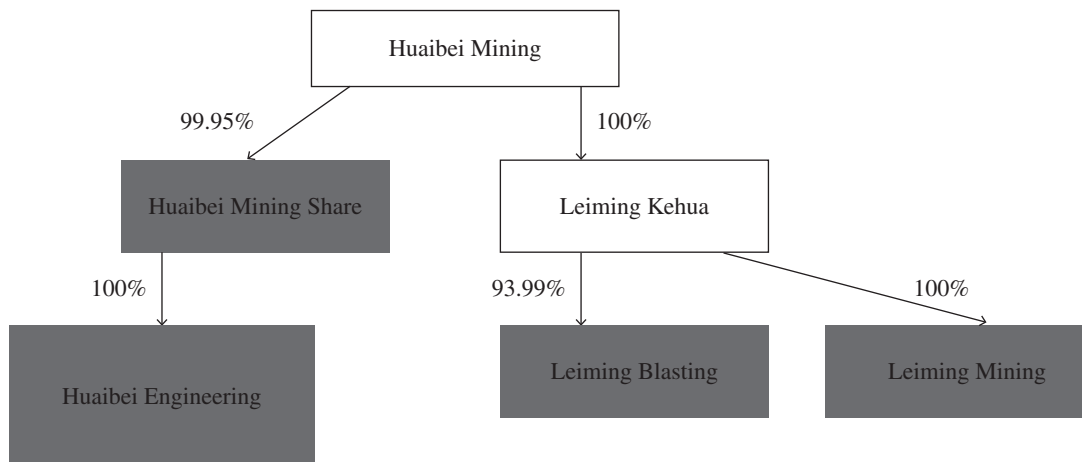 Huaibei Mining
99.95%
100%
Huaibei Mining Share
Leiming Kehua
100%
93.99%
100%
Huaibei Engineering
Leiming Blasting
Leiming Mining